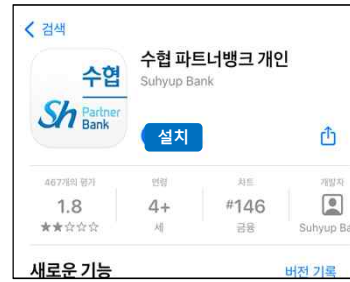 검색
수협
Sh Partner
Bank
수협 파트너뱅크 개인
Suhyup Bank
설치
467개의 평가
연령
차트
개발자
1.8
4+
#146
★★☆☆☆
세
금융
Suhyup Ba
새로운 기능
버전 기록